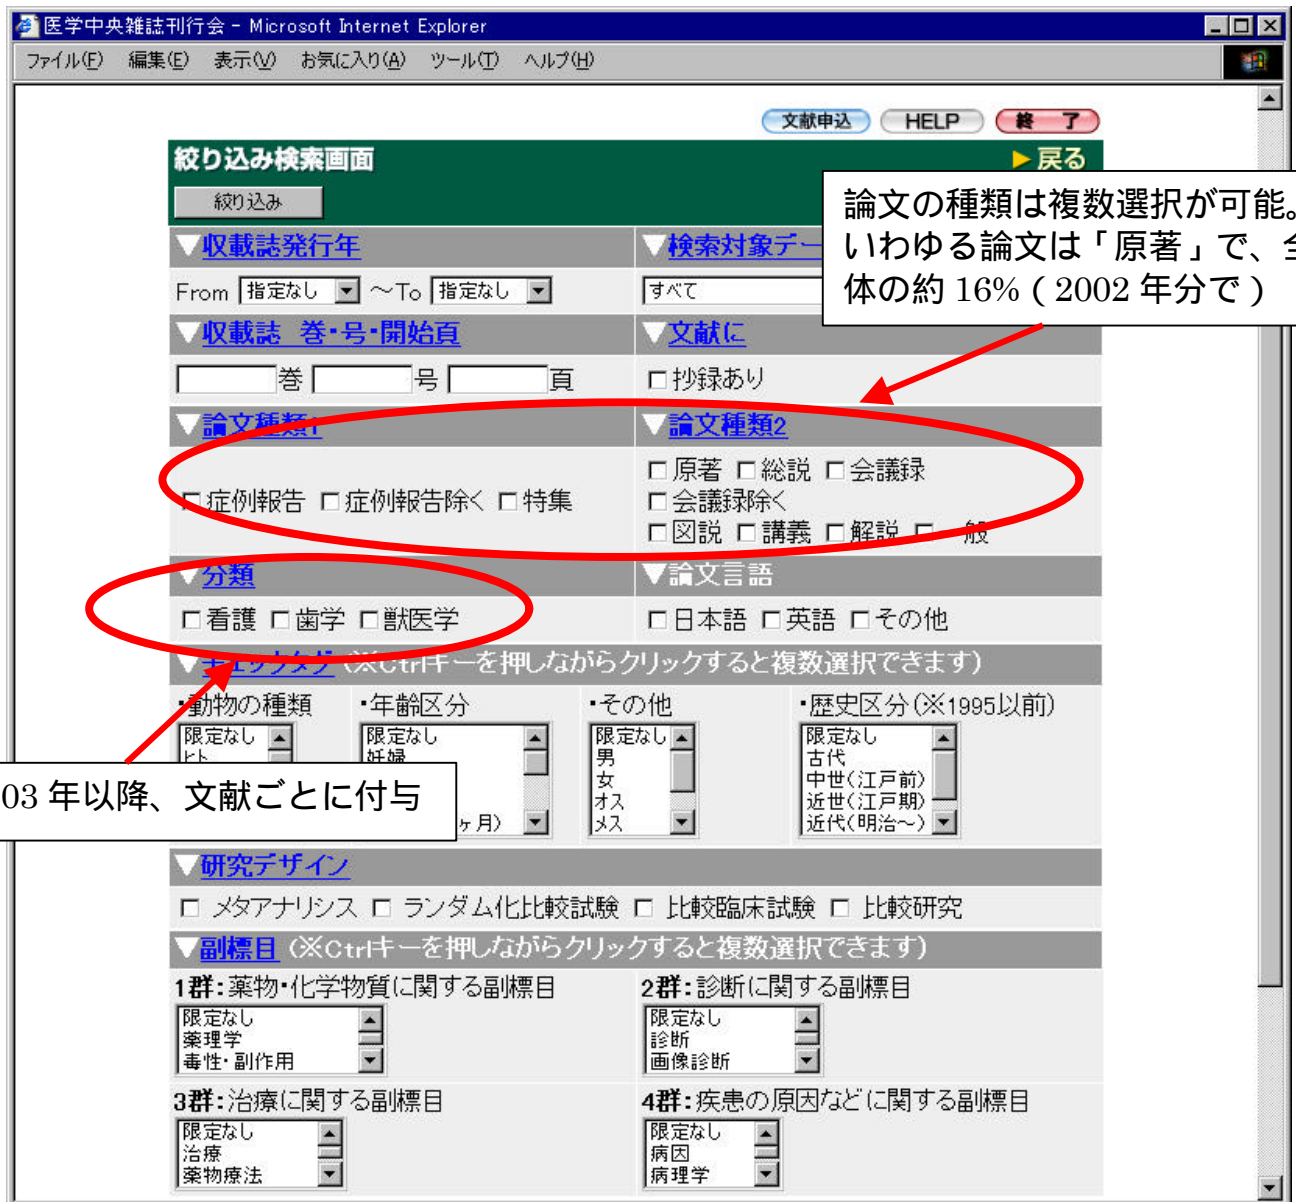 医学中央雑誌刊行会 - Microsoft Internet Explorer
ファイル(F) 編集(E) 表示(V) お気に入り(A) ツール(T) ヘルプ(H)
文献申込 HELP 終 了
絞り込み検索画面 ▶戻る
絞り込み
論文の種類は複数選択が可能。
いわゆる論文は「原著」で、全
体の約 16%(2002 年分で)
▼収載誌発行年 ▼検索対象デー
From 指定なし ～To 指定なし すべて
▼収載誌 巻・号・開始頁 ▼文献に
巻 号 頁 □抄録あり
▼論文種類1 ▼論文種類2
□症例報告 □症例報告除く □特集
□原著 □総説 □会議録
□会議録除く
□図説 □講義 □解説 □一般
▼分類 ▼論文言語
□看護 □歯学 □獣医学 □日本語 □英語 □その他
▼チェックタグ (※Ctrlキーを押しながらクリックすると複数選択できます)
・動物の種類 ・年齢区分 ・その他 ・歴史区分(※1995以前)
限定なし
ヒト
限定なし
妊婦
ヶ月)
限定なし
男
女
オス
メス
限定なし
古代
中世(江戸前)
近世(江戸期)
近代(明治～)
03 年以降、文献ごとに付与
▼研究デザイン
□ メタアナリシス □ ランダム化比較試験 □ 比較臨床試験 □ 比較研究
▼副標目 (※Ctrlキーを押しながらクリックすると複数選択できます)
1群:薬物・化学物質に関する副標目 2群:診断に関する副標目
限定なし
薬理学
毒性・副作用
限定なし
診断
画像診断
3群:治療に関する副標目 4群:疾患の原因などに関する副標目
限定なし
治療
薬物療法
限定なし
病因
病理学